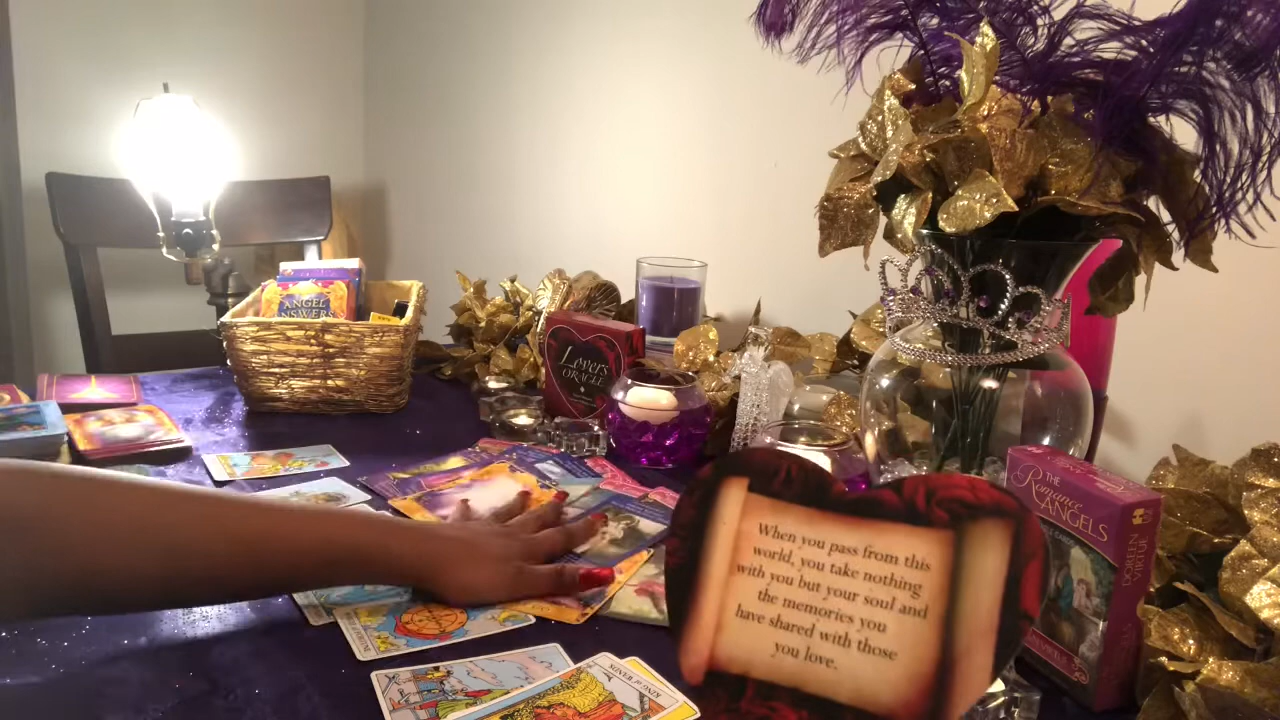 ANGEL
ANSWERS
Lovers
ORACLE
THE
Romance
ANGELS
DOREEN
VIRTUE
When you pass from this
world, you take nothing
with you but your soul and
the memories you
have shared with those
you love.
KING of WANDS